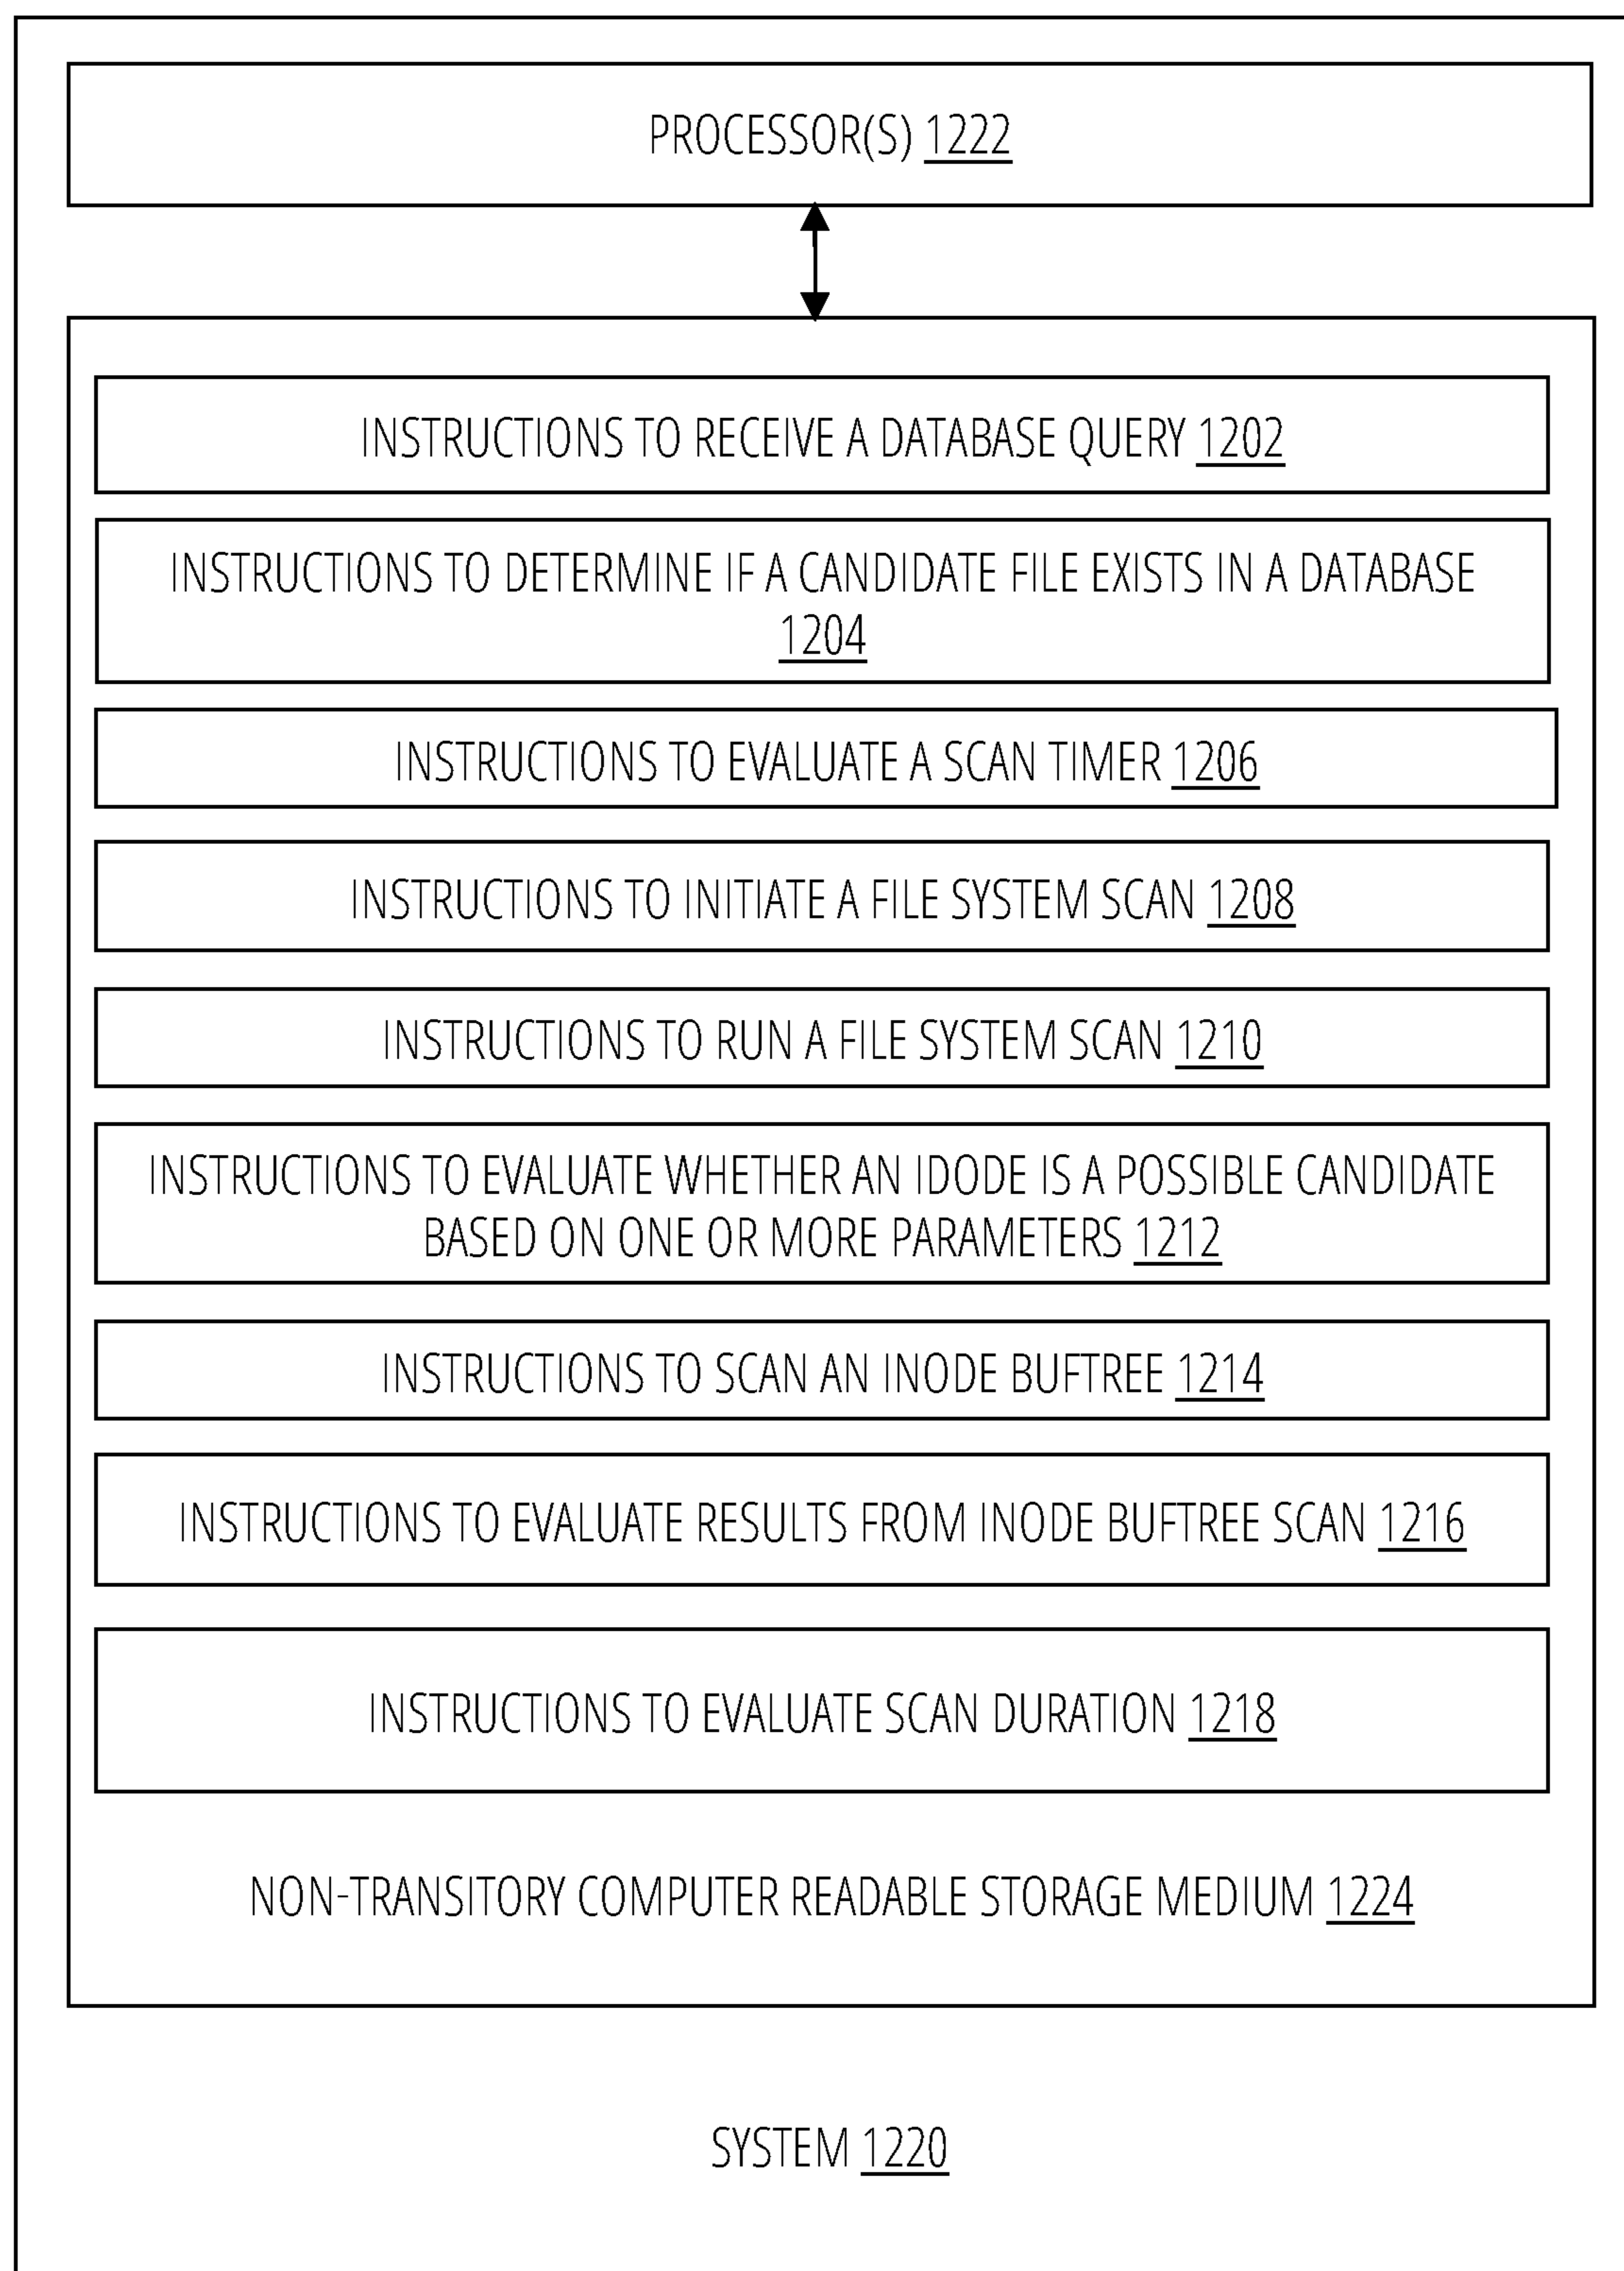 PROCESSOR(S) 1222
INSTRUCTIONS TO RECEIVE A DATABASE QUERY 1202
INSTRUCTIONS TO DETERMINE IF A CANDIDATE FILE EXISTS IN A DATABASE
1204
INSTRUCTIONS TO EVALUATE A SCAN TIMER 1206
INSTRUCTIONS TO INITIATE A FILE SYSTEM SCAN 1208
INSTRUCTIONS TO RUN A FILE SYSTEM SCAN 1210
INSTRUCTIONS TO EVALUATE WHETHER AN IDODE IS A POSSIBLE CANDIDATE
BASED ON ONE OR MORE PARAMETERS 1212
INSTRUCTIONS TO SCAN AN INODE BUFTREE 1214
INSTRUCTIONS TO EVALUATE RESULTS FROM INODE BUFTREE SCAN 1216
INSTRUCTIONS TO EVALUATE SCAN DURATION 1218
NON-TRANSITORY COMPUTER READABLE STORAGE MEDIUM 1224
SYSTEM 1220